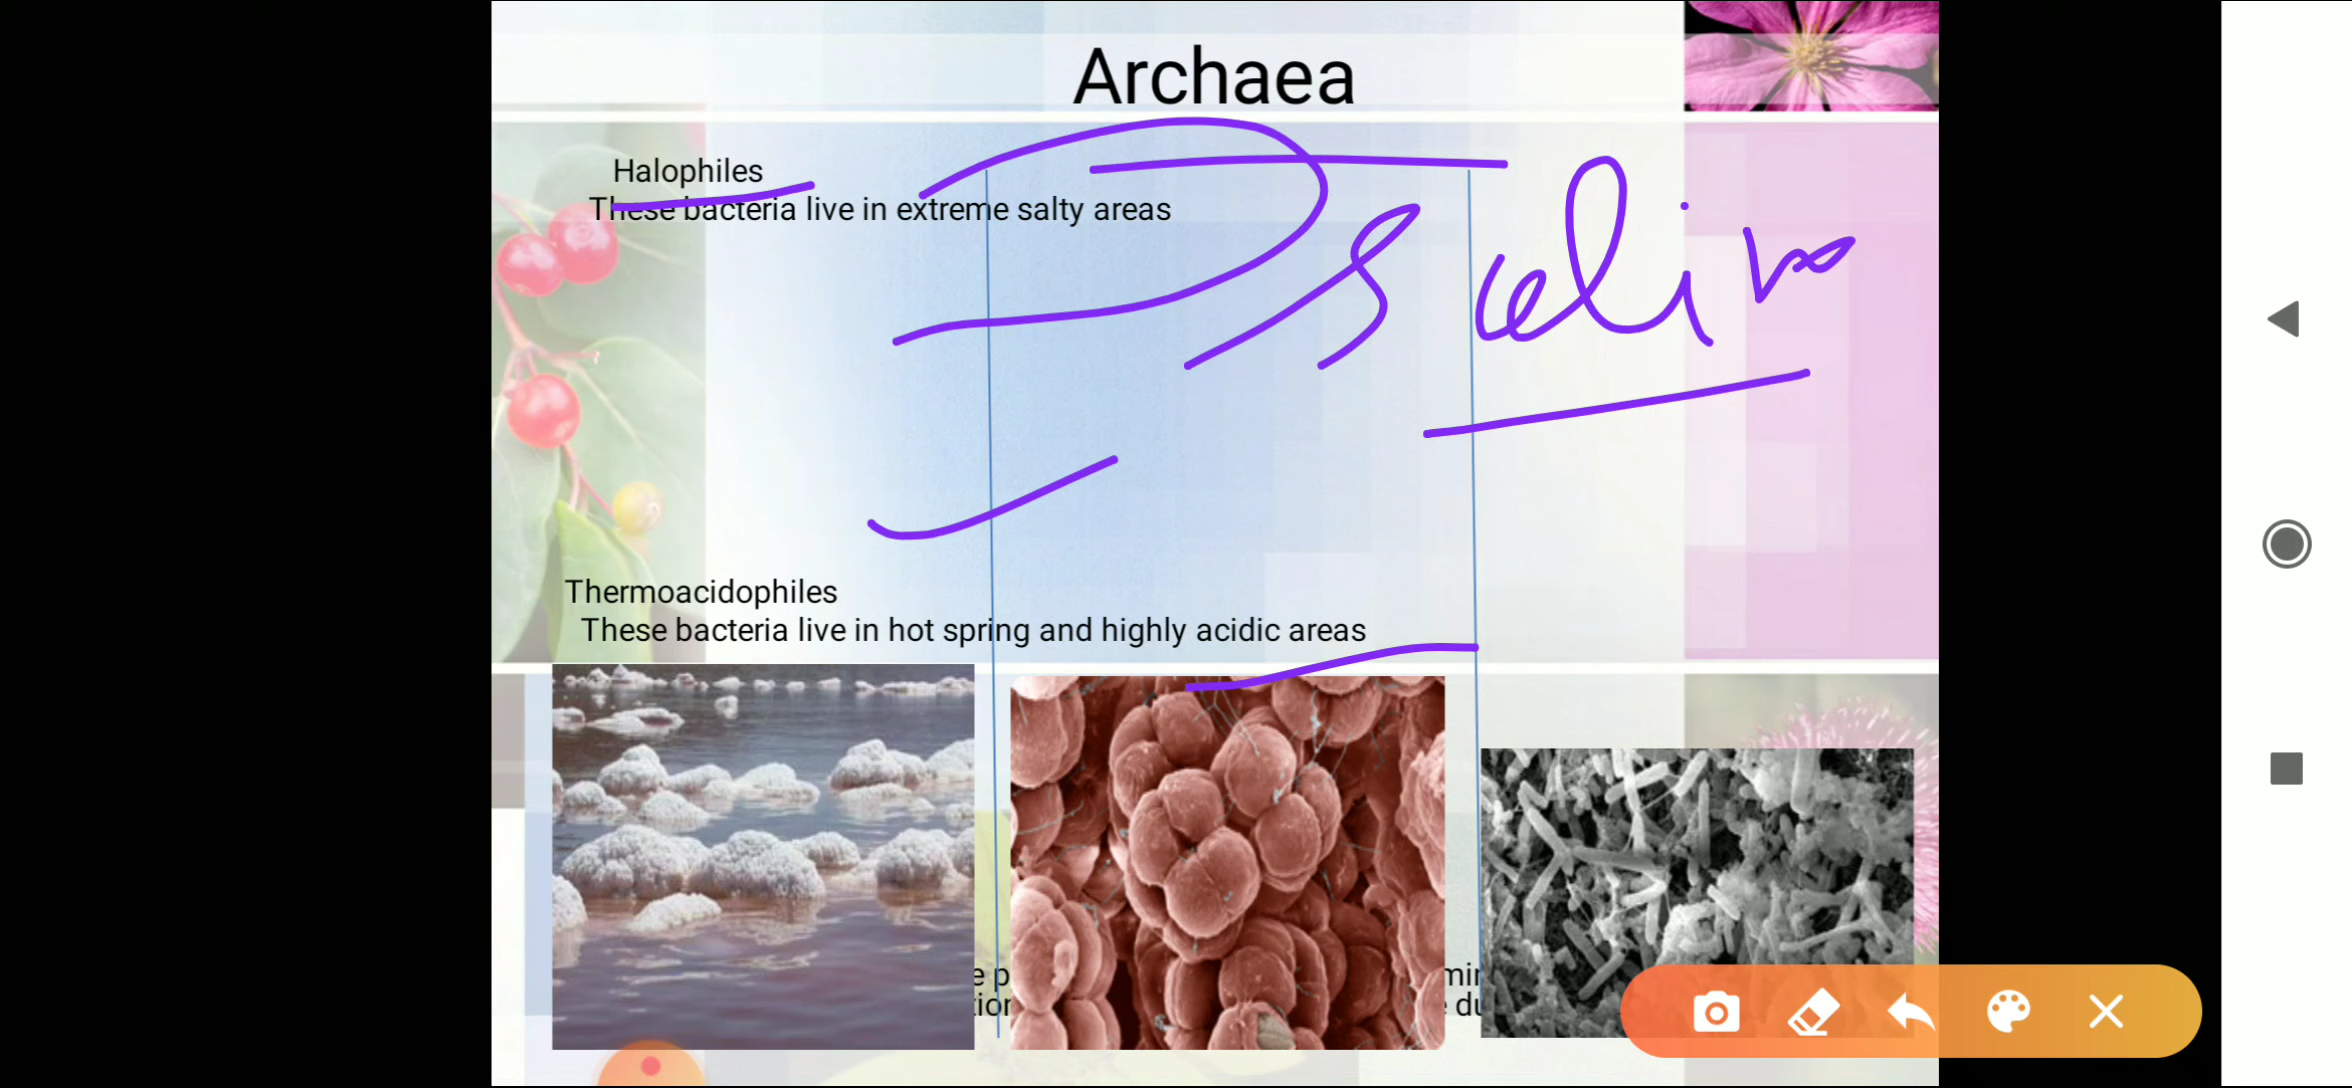 Archaea
Halophiles
These bacteria live in extreme salty areas
Thermoacidophiles
These bacteria live in hot spring and highly acidic areas